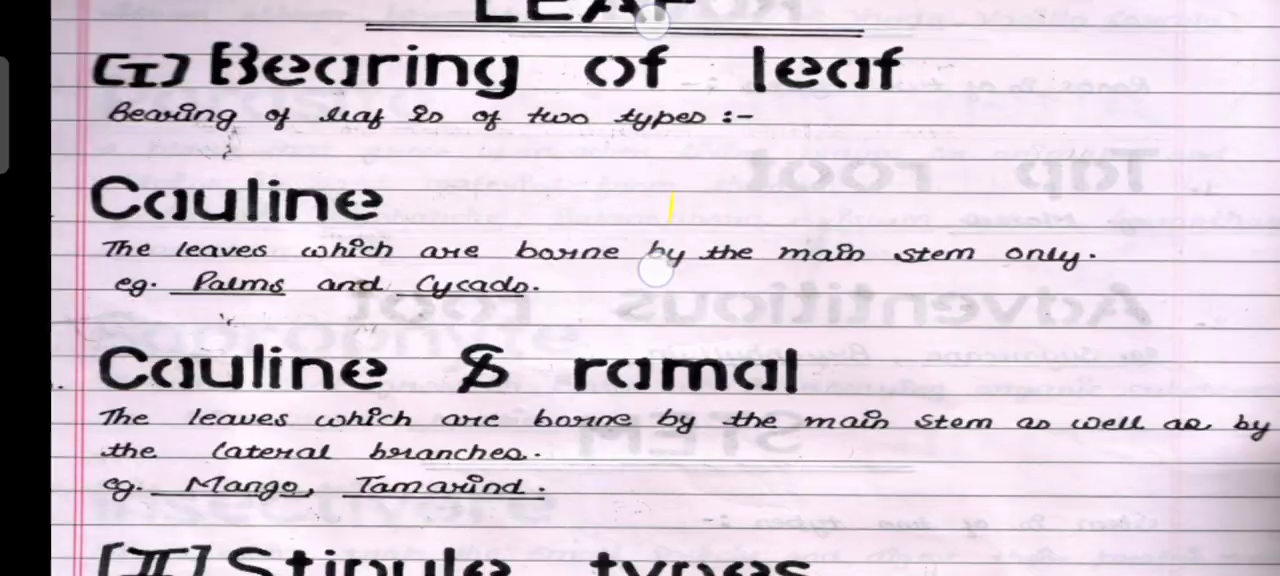 LEAF
[I] Bearing of leaf
Bearing of leaf is of two types :-
Cauline
The leaves which are borne by the main stem only.
eg. Palms and Cycads.
Cauline & ramal
The leaves which are borne by the main stem as well as by
the lateral branches.
eg. Mango, Tamarind.
[II] Stipule types